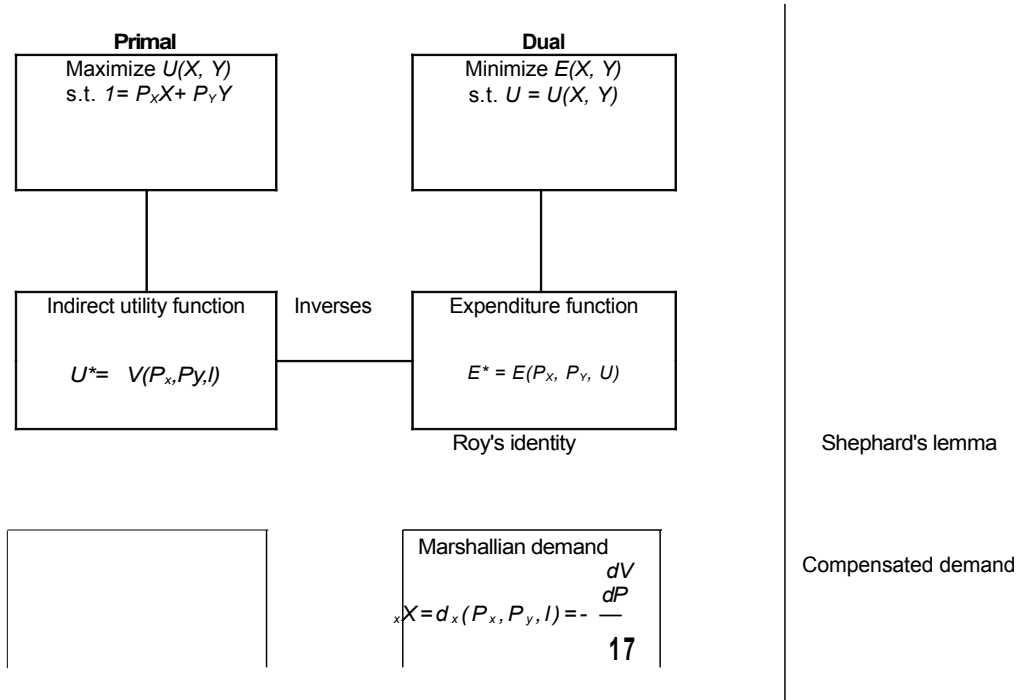 Primal
Maximize U(X, Y)
s.t. 1= PXX+ PYY
Dual
Minimize E(X, Y)
s.t. U = U(X, Y)
Indirect utility function
U*= V(Px,Py,I)
Inverses
Expenditure function
E* = E(PX, PY, U)
Roy's identity
Shephard's lemma
Marshallian demand
dV
dP
xX=dx(Px,Py,I)=-
17
Compensated demand